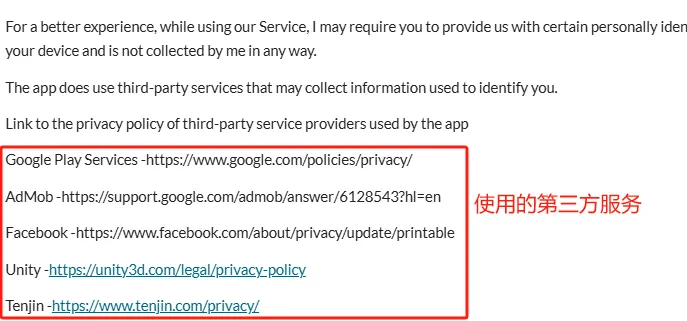 For a better experience, while using our Service, I may require you to provide us with certain personally iden
your device and is not collected by me in any way.
The app does use third-party services that may collect information used to identify you.
Link to the privacy policy of third-party service providers used by the app
Google Play Services -https://www.google.com/policies/privacy/
AdMob -https://support.google.com/admob/answer/6128543?hl=en
使用的第三方服务
Facebook -https://www.facebook.com/about/privacy/update/printable
Unity -https://unity3d.com/legal/privacy-policy
Tenjin -https://www.tenjin.com/privacy/